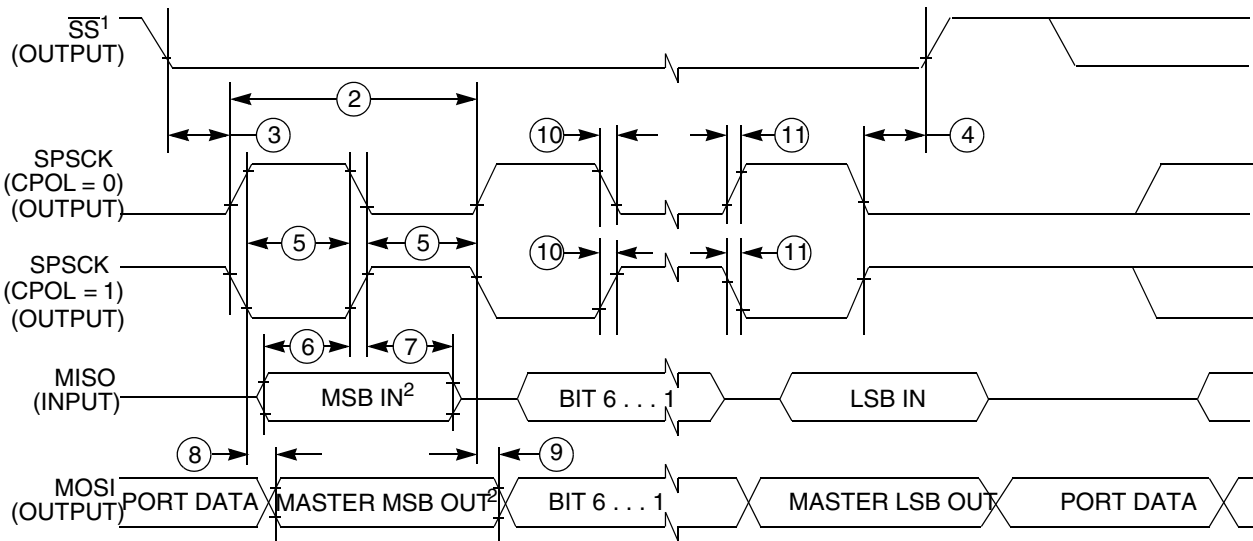 SS¹
(OUTPUT)
2
3
10
11
4
SPSCK
(CPOL = 0)
(OUTPUT)
5
5
SPSCK
(CPOL = 1)
(OUTPUT)
10
11
6
7
MISO
(INPUT)
MSB IN²
BIT 6 . . . 1
LSB IN
8
9
MOSI
(OUTPUT)
PORT DATA
MASTER MSB OUT²
BIT 6 . . . 1
MASTER LSB OUT
PORT DATA